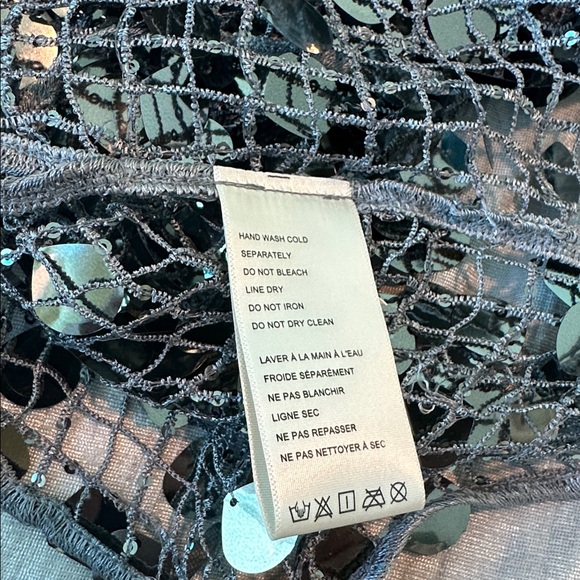 HAND WASH COLD
SEPARATELY
DO NOT BLEACH
LINE DRY
DO NOT IRON
DO NOT DRY CLEAN
LAVER À LA MAIN À L'EAU
FROIDE SÉPARÉMENT
NE PAS BLANCHIR
LIGNE SEC
NE PAS REPASSER
NE PAS NETTOYER À SEC